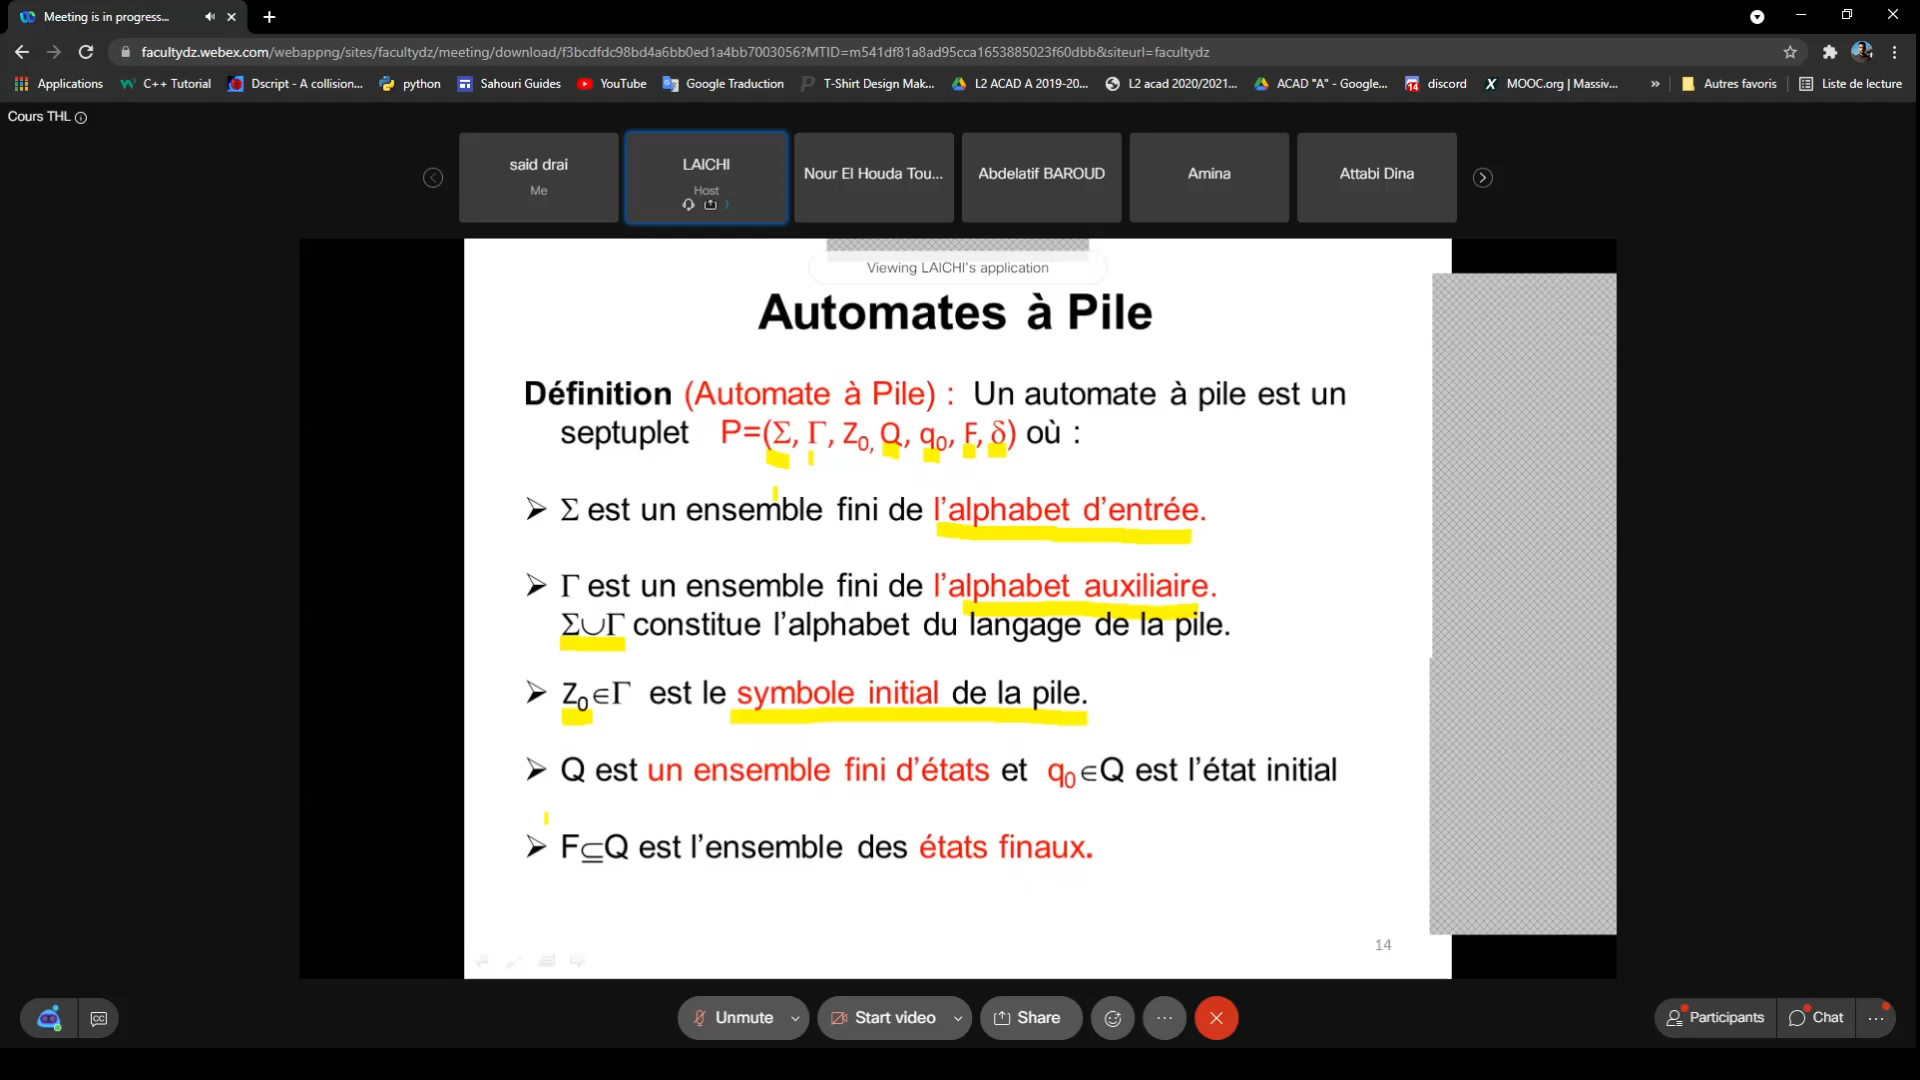 Meeting is in progress...
facultydz.webex.com/webappng/sites/facultydz/meeting/download/f3bcdfdc98bd4a6bb0ed1a4bb7003056?MTID=m541df81a8ad95cca1653885023f60dbb&siteurl=facultydz
Applications C++ Tutorial Dscript - A collision... python Sahouri Guides YouTube Google Traduction T-Shirt Design Mak... L2 ACAD A 2019-20... L2 acad 2020/2021... ACAD "A" - Google... 14 discord X MOOC.org | Massiv... » Autres favoris Liste de lecture
Cours THL
said drai
Me
LAICHI
Host
Nour El Houda Tou...
Abdelatif BAROUD
Amina
Attabi Dina
Viewing LAICHI's application
Automates à Pile
Définition (Automate à Pile) : Un automate à pile est un
septuplet P=(Σ, Γ, Z₀, Q, q₀, F, δ) où :
➢ Σ est un ensemble fini de l'alphabet d'entrée.
➢ Γ est un ensemble fini de l'alphabet auxiliaire.
Σ∪Γ constitue l'alphabet du langage de la pile.
➢ Z₀∈Γ est le symbole initial de la pile.
➢ Q est un ensemble fini d'états et q₀∈Q est l'état initial
➢ F⊆Q est l'ensemble des états finaux.
14
CC Unmute Start video Share Participants Chat